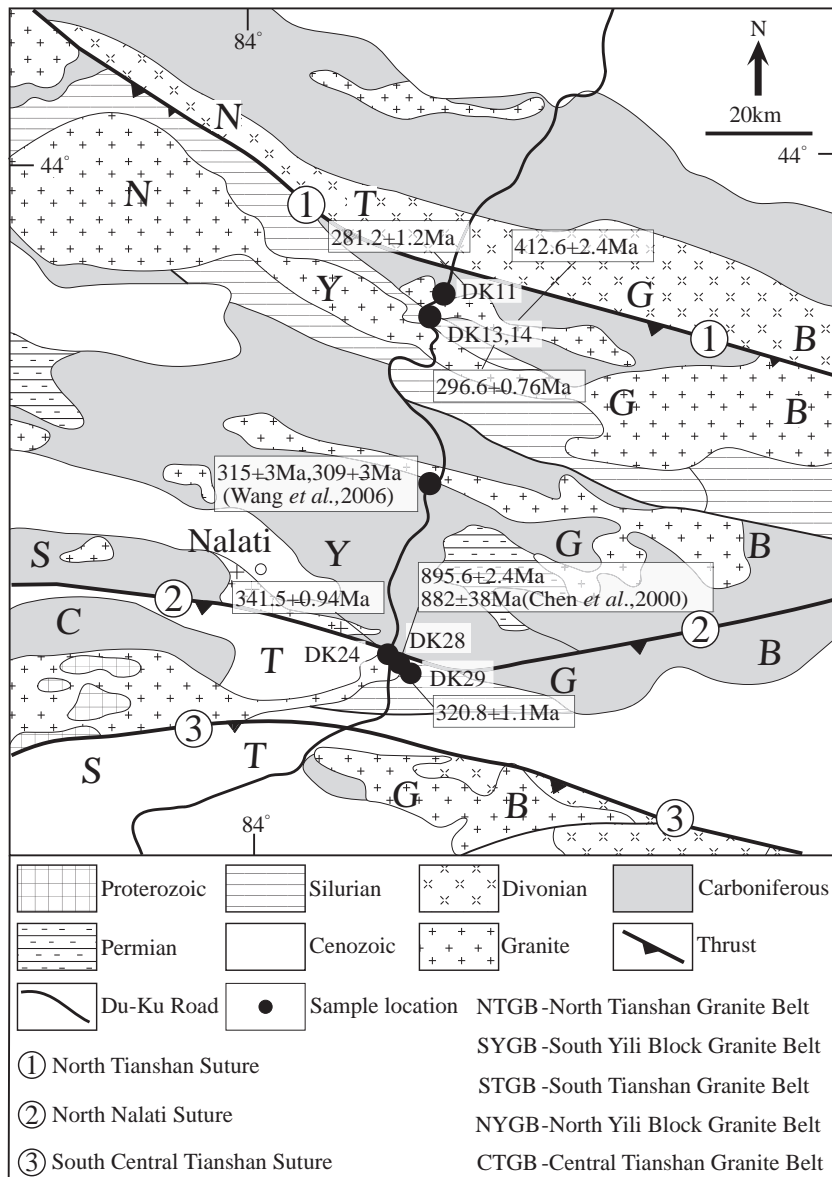 84°
N
20km
N
44°
44°
N
T
1
281.2±1.2Ma
412.6±2.4Ma
Y
DK11
G
DK13,14
1
B
296.6±0.76Ma
G
B
315±3Ma,309±3Ma
(Wang et al.,2006)
Nalati
S
Y
G
B
895.6±2.4Ma
882±38Ma(Chen et al.,2000)
2
341.5±0.94Ma
C
2
DK28
DK24
T
B
DK29
G
320.8±1.1Ma
3
S
T
G
B
3
84°
Proterozoic
Silurian
Divonian
Carboniferous
Permian
Cenozoic
Granite
Thrust
Du-Ku Road
Sample location
NTGB -North Tianshan Granite Belt
SYGB -South Yili Block Granite Belt
1 North Tianshan Suture
STGB -South Tianshan Granite Belt
2 North Nalati Suture
NYGB -North Yili Block Granite Belt
3 South Central Tianshan Suture
CTGB -Central Tianshan Granite Belt